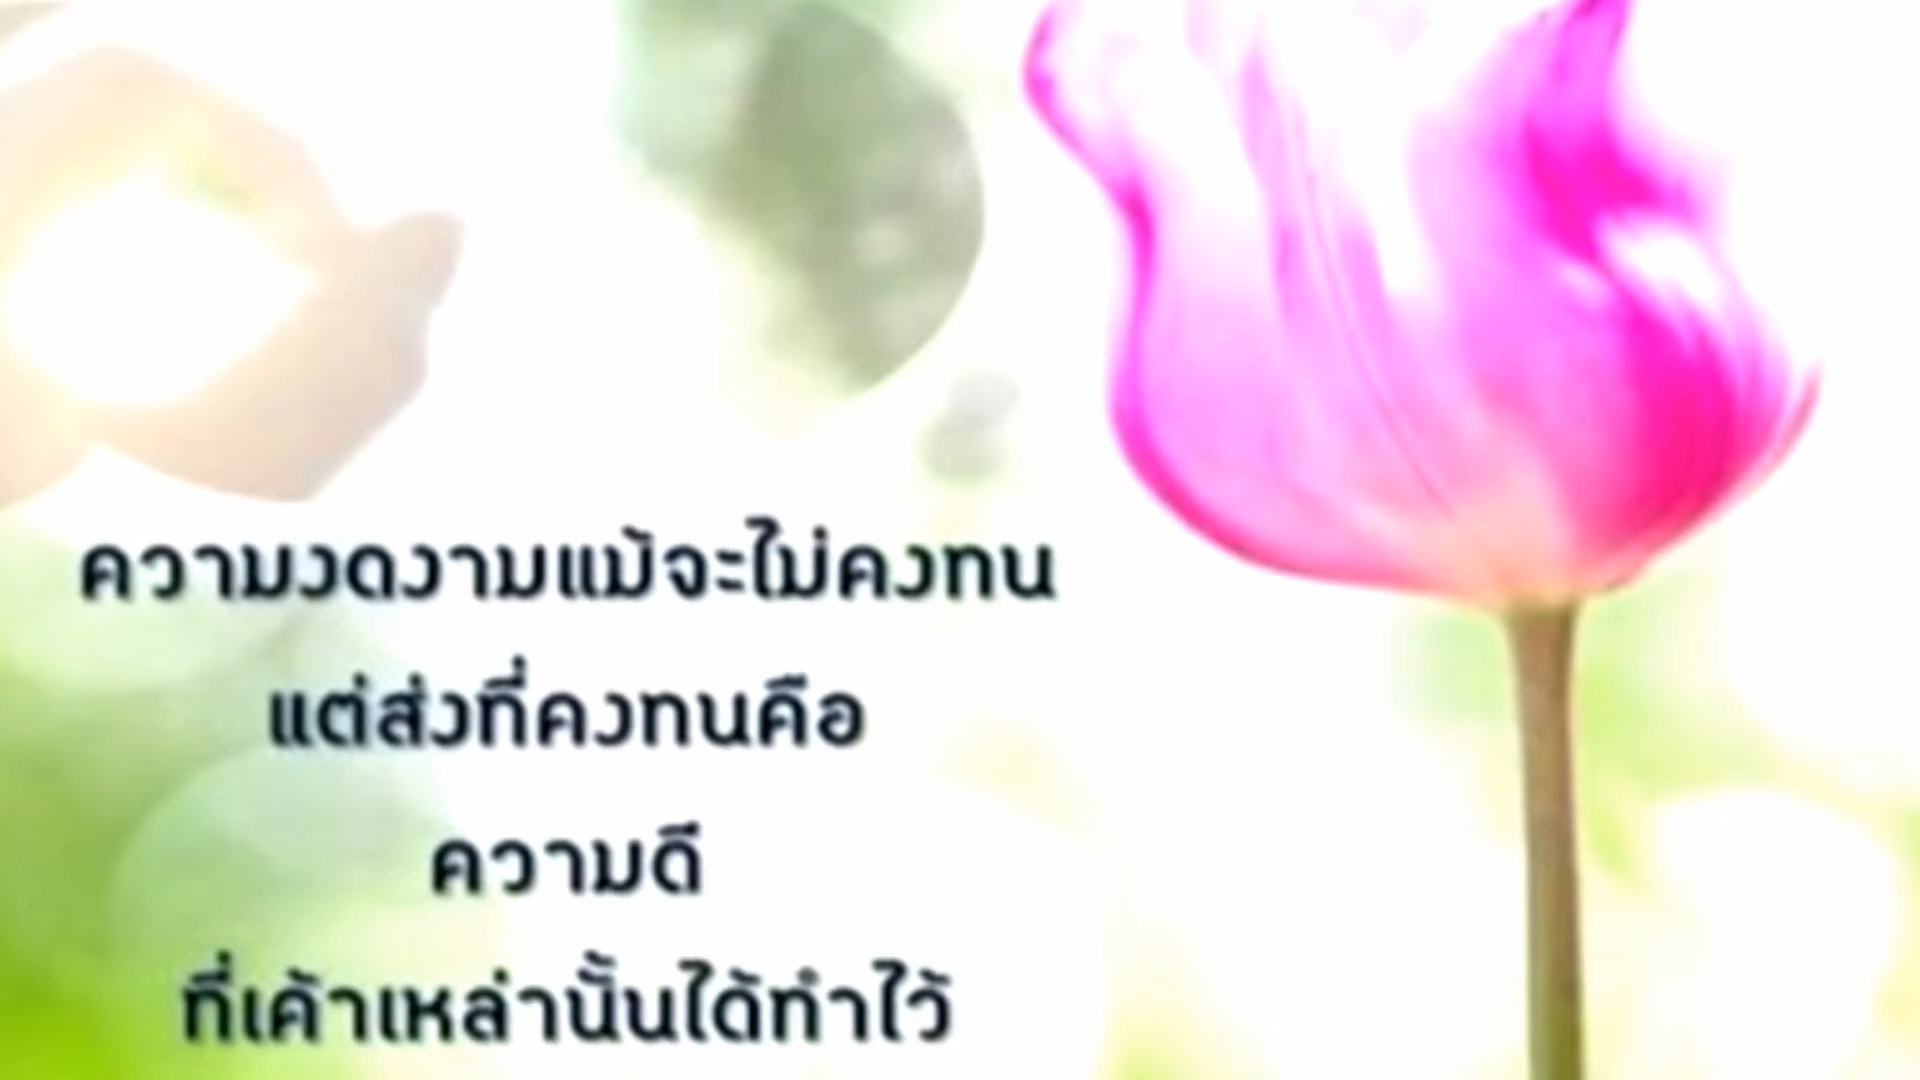 ความงดงามแม้จะไม่คงทน
แต่ส่งที่คงทนคือ
ความดี
ที่เค้าเหล่านั้นได้ทำไว้